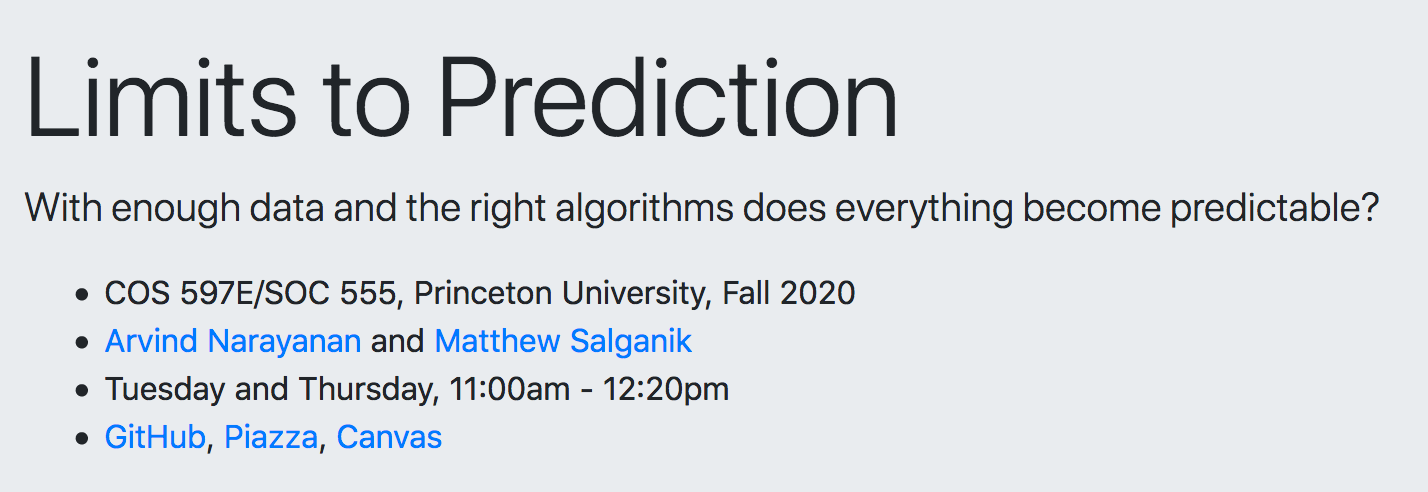 Limits to Prediction
With enough data and the right algorithms does everything become predictable?
• COS 597E/SOC 555, Princeton University, Fall 2020
• Arvind Narayanan and Matthew Salganik
• Tuesday and Thursday, 11:00am - 12:20pm
• GitHub, Piazza, Canvas